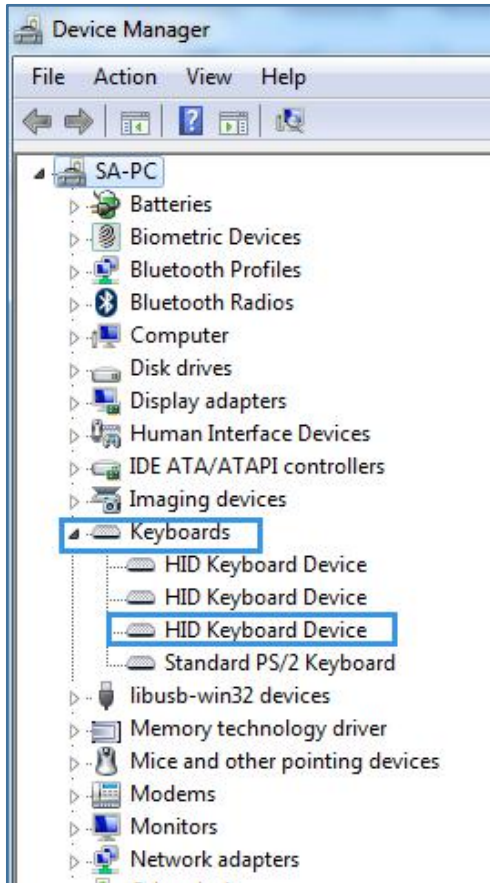 Device Manager
File Action View Help
SA-PC
Batteries
Biometric Devices
Bluetooth Profiles
Bluetooth Radios
Computer
Disk drives
Display adapters
Human Interface Devices
IDE ATA/ATAPI controllers
Imaging devices
Keyboards
HID Keyboard Device
HID Keyboard Device
HID Keyboard Device
Standard PS/2 Keyboard
libusb-win32 devices
Memory technology driver
Mice and other pointing devices
Modems
Monitors
Network adapters